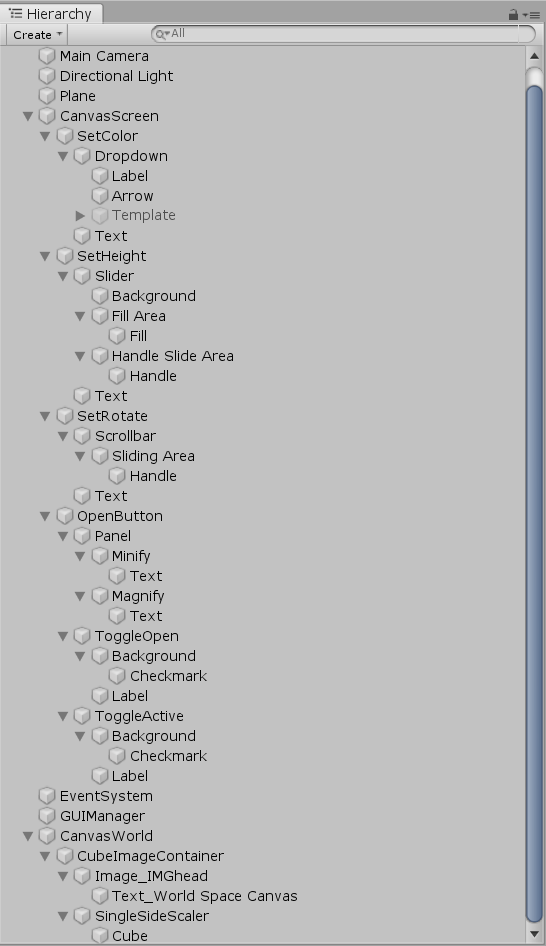 Hierarchy
Create
All
Main Camera
Directional Light
Plane
CanvasScreen
SetColor
Dropdown
Label
Arrow
Template
Text
SetHeight
Slider
Background
Fill Area
Fill
Handle Slide Area
Handle
Text
SetRotate
Scrollbar
Sliding Area
Handle
Text
OpenButton
Panel
Minify
Text
Magnify
Text
ToggleOpen
Background
Checkmark
Label
ToggleActive
Background
Checkmark
Label
EventSystem
GUIManager
CanvasWorld
CubeImageContainer
Image_IMGhead
Text_World Space Canvas
SingleSideScaler
Cube